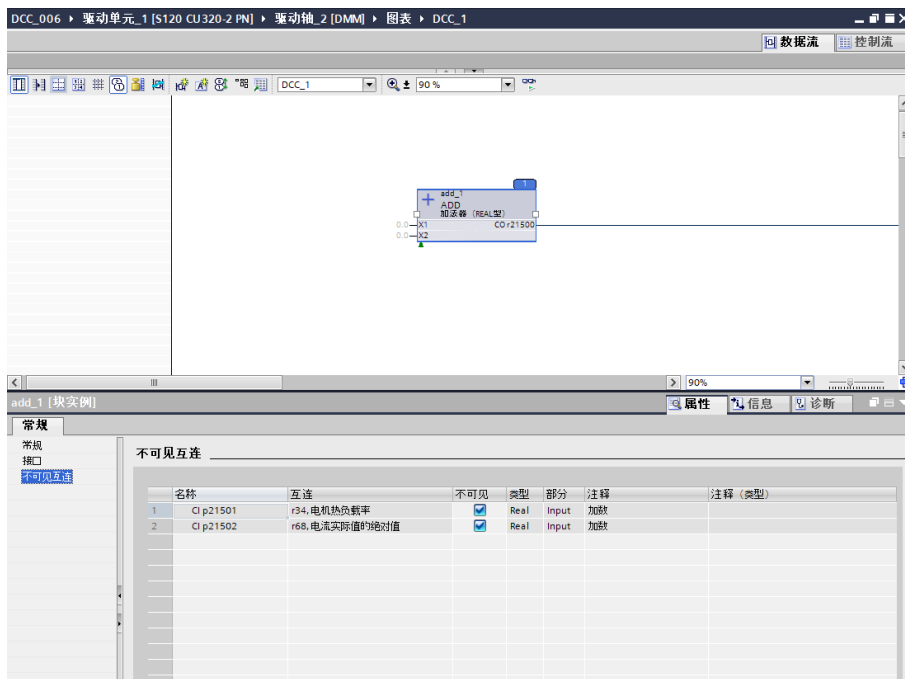 DCC_006 ▸ 驱动单元_1 [S120 CU320-2 PN] ▸ 驱动轴_2 [DMM] ▸ 图表 ▸ DCC_1
数据流 控制流
DCC_1 90 %
1
add_1
ADD
加法器（REAL型）
0.0 X1 CO r21500
0.0 X2
90%
add_1 [块实例]
属性 信息 诊断
常规
常规
接口
不可见互连
不可见互连
名称 互连 不可见 类型 部分 注释 注释（类型）
1 CI p21501 r34, 电机热负载率 Real Input 加数
2 CI p21502 r68, 电流实际值的绝对值 Real Input 加数